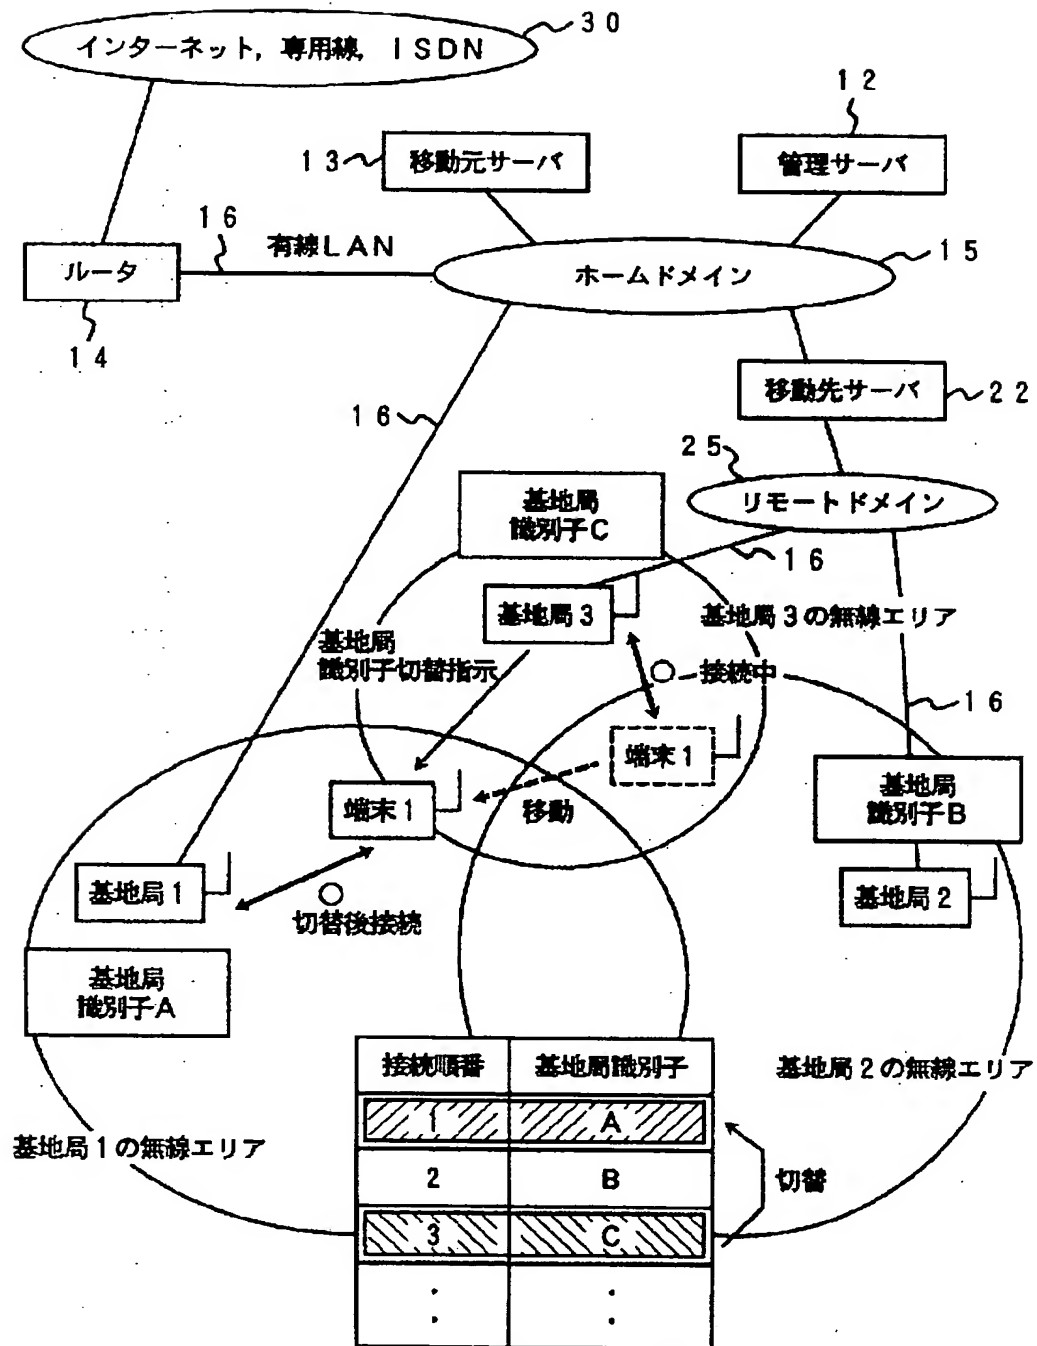 ３０
インターネット，専用線，ＩＳＤＮ
１２
１３
移動元サーバ
管理サーバ
１６
有線ＬＡＮ
１５
ルータ
ホームドメイン
１４
移動先サーバ
２２
１６
２５
リモートドメイン
基地局
識別子Ｃ
１６
基地局３
基地局３の無線エリア
基地局
識別子切替指示
接続中
１６
端末１
端末１
移動
基地局
識別子Ｂ
基地局１
基地局２
切替後接続
基地局
識別子Ａ
接続順番 基地局識別子
基地局２の無線エリア
1 A
基地局１の無線エリア
2 B
切替
3 C